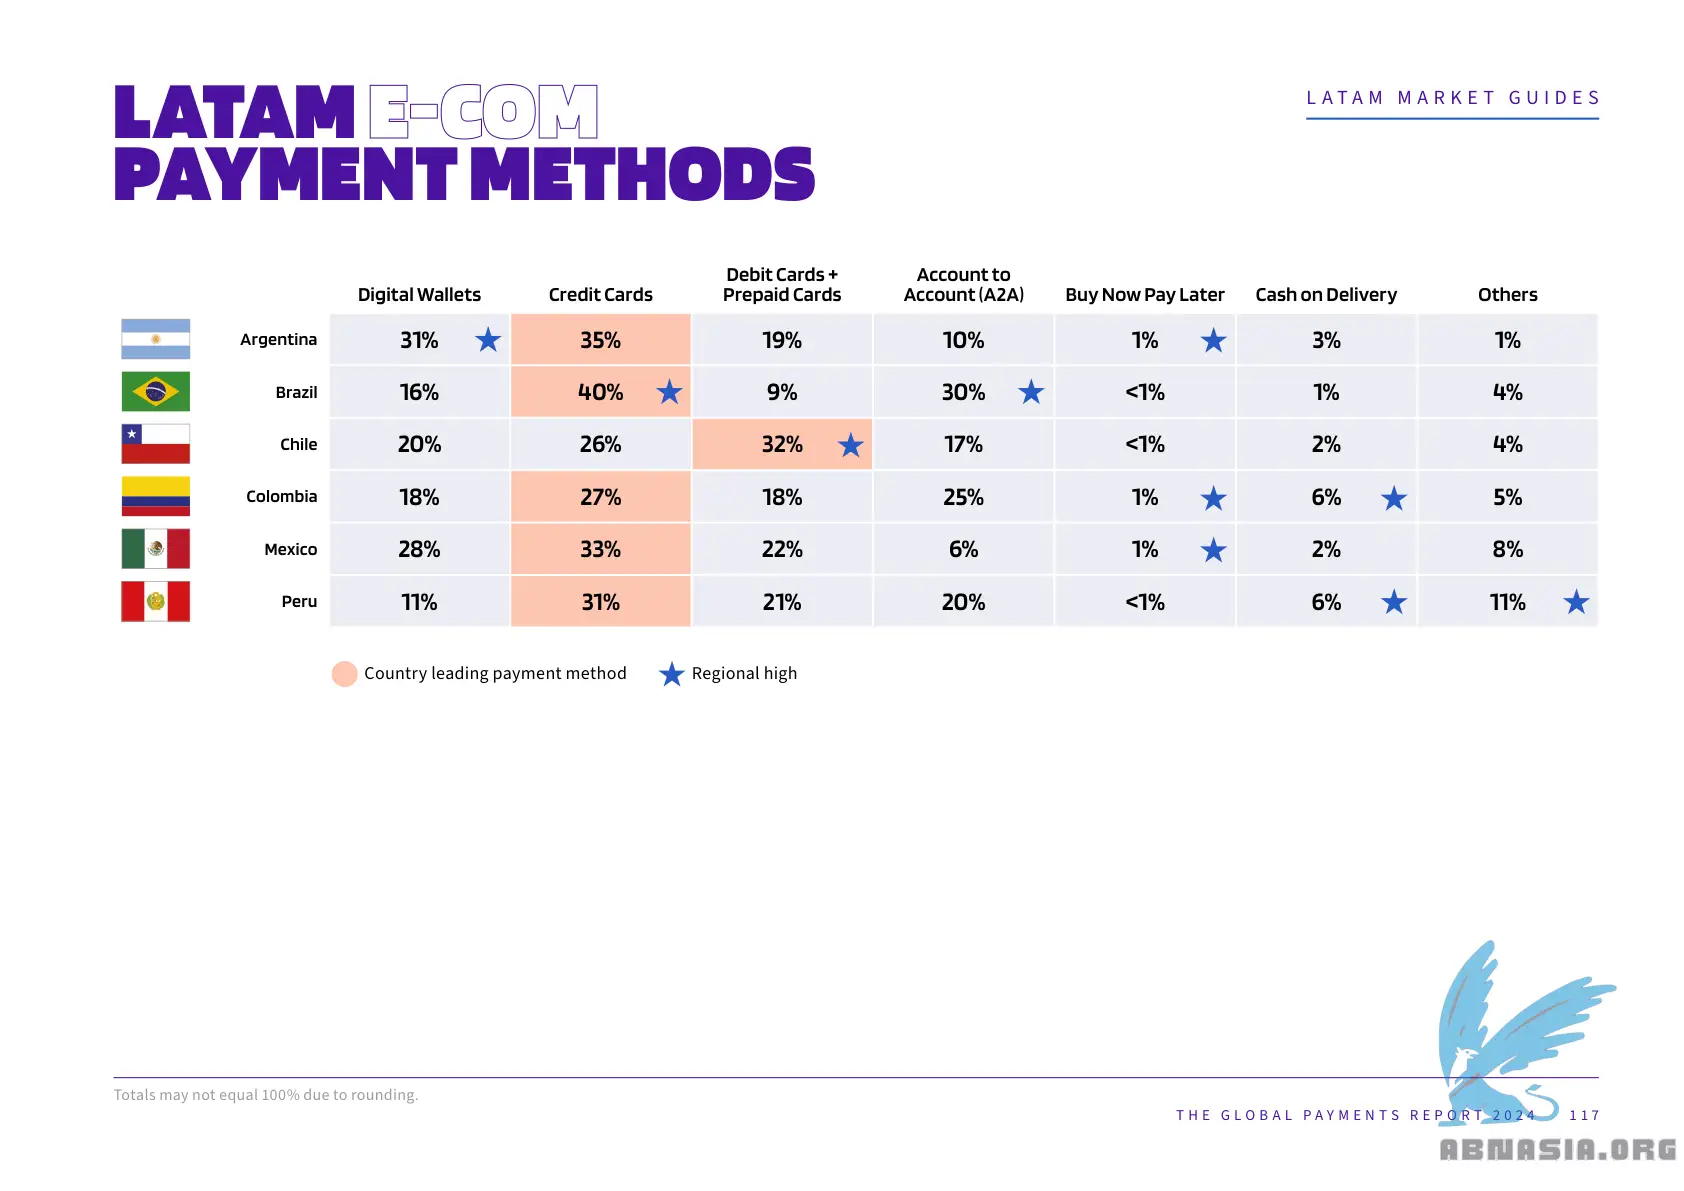 LATAM E-COM
PAYMENT METHODS
LATAM MARKET GUIDES
Digital Wallets Credit Cards Debit Cards + Prepaid Cards Account to Account (A2A) Buy Now Pay Later Cash on Delivery Others
Argentina 31% 35% 19% 10% 1% 3% 1%
Brazil 16% 40% 9% 30% <1% 1% 4%
Chile 20% 26% 32% 17% <1% 2% 4%
Colombia 18% 27% 18% 25% 1% 6% 5%
Mexico 28% 33% 22% 6% 1% 2% 8%
Peru 11% 31% 21% 20% <1% 6% 11%
Country leading payment method Regional high
Totals may not equal 100% due to rounding.
THE GLOBAL PAYMENTS REPORT 2024 117
ABNASIA.ORG